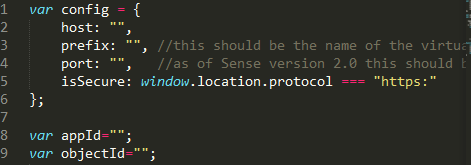 1 var config = {
2 host: "",
3 prefix: "", //this should be the name of the
4 port: "", //as of Sense version 2.0 this should
5 isSecure: window.location.protocol === "https:"
6 };
7
8 var appId="";
9 var objectId="";